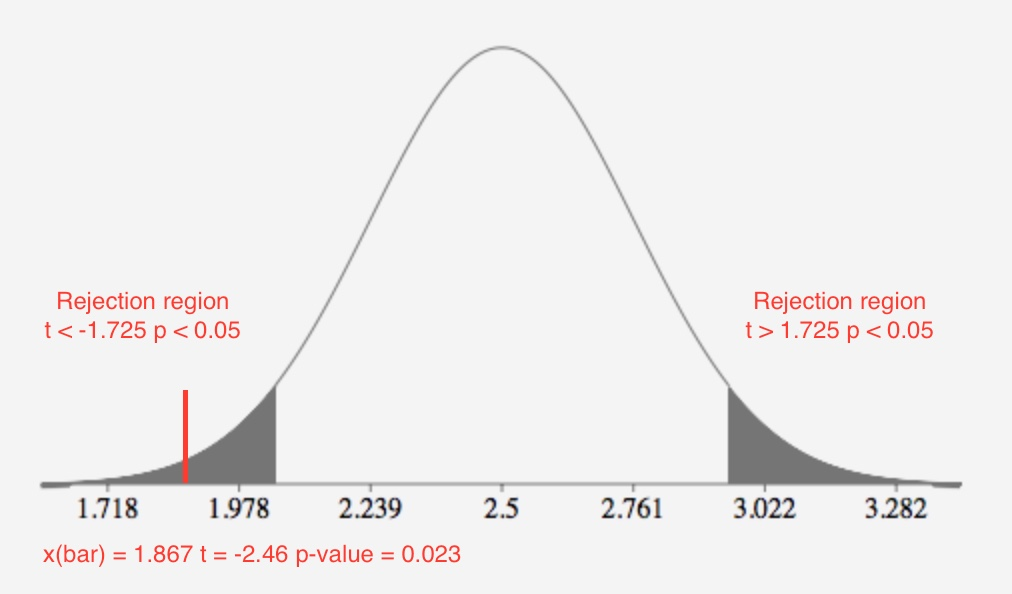 Rejection region
t < -1.725 p < 0.05
Rejection region
t > 1.725 p < 0.05
1.718 1.978 2.239 2.5 2.761 3.022 3.282
x(bar) = 1.867 t = -2.46 p-value = 0.023